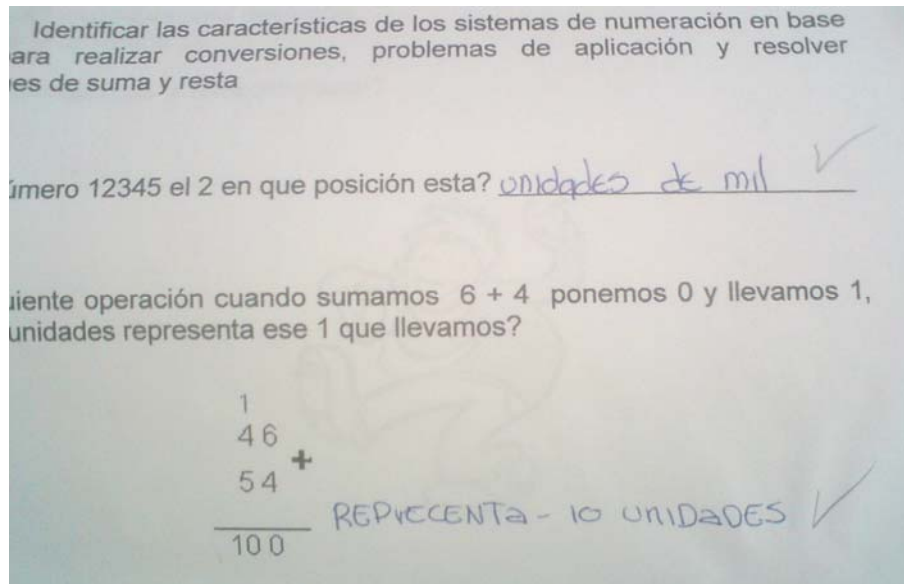 Identificar las características de los sistemas de numeración en base
ara realizar conversiones, problemas de aplicación y resolver
es de suma y resta
úmero 12345 el 2 en que posición esta? unidades de mil
uiente operación cuando sumamos 6 + 4 ponemos 0 y llevamos 1,
unidades representa ese 1 que llevamos?
1
46
54 +
100 REPrECENTa - 10 UNIDaDES